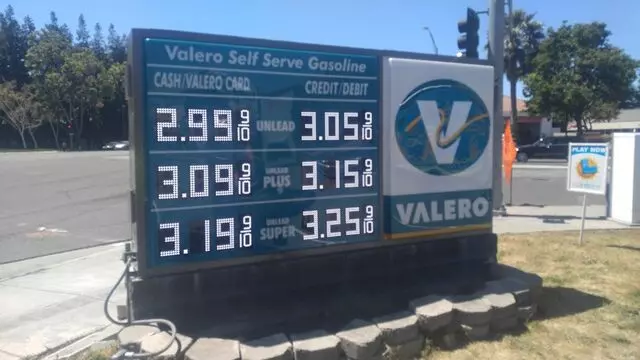 Valero Self Serve Gasoline
CASH/VALERO CARD CREDIT/DEBIT
2.99 9/10 UNLEAD 3.05 9/10
3.09 9/10 UNLEAD PLUS 3.15 9/10
3.19 9/10 UNLEAD SUPER 3.25 9/10
V
VALERO
PLAY NOW